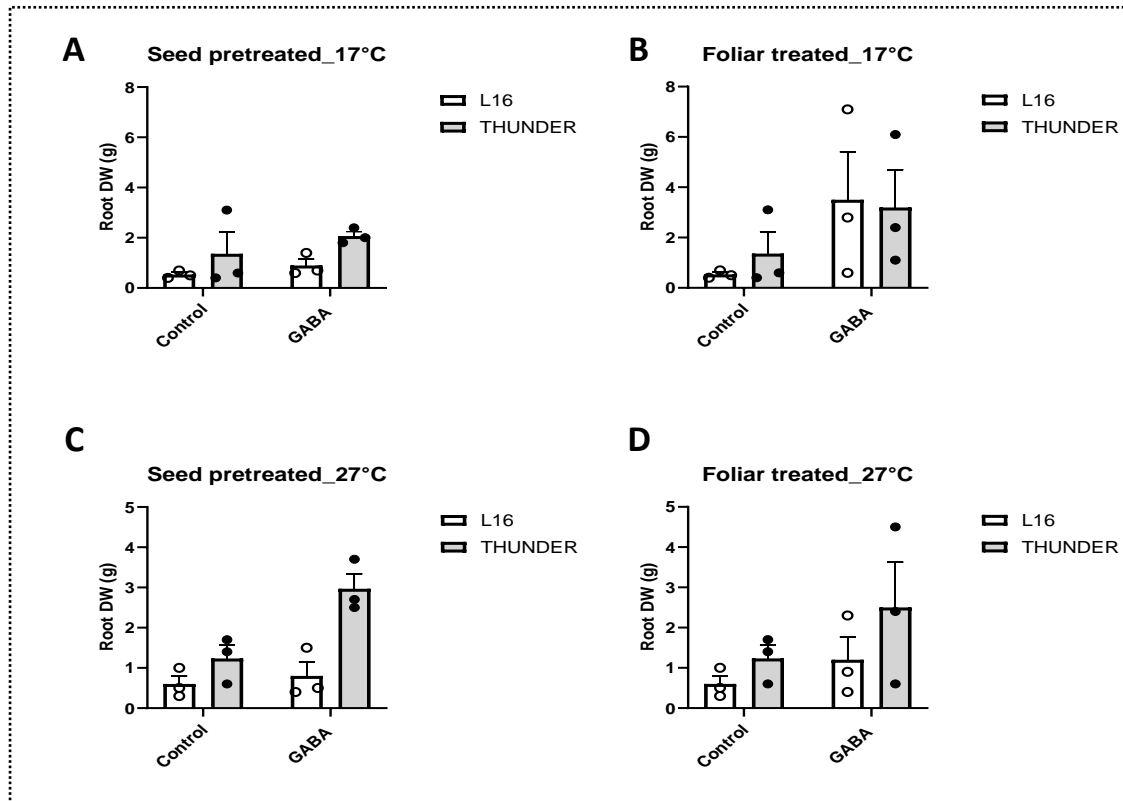 A
Seed pretreated_17°C
8
6
4
2
0
Root DW (g)
Control
GABA
L16
THUNDER
B
Foliar treated_17°C
8
6
4
2
0
Root DW (g)
Control
GABA
L16
THUNDER
C
Seed pretreated_27°C
5
4
3
2
1
0
Root DW (g)
Control
GABA
L16
THUNDER
D
Foliar treated_27°C
5
4
3
2
1
0
Root DW (g)
Control
GABA
L16
THUNDER